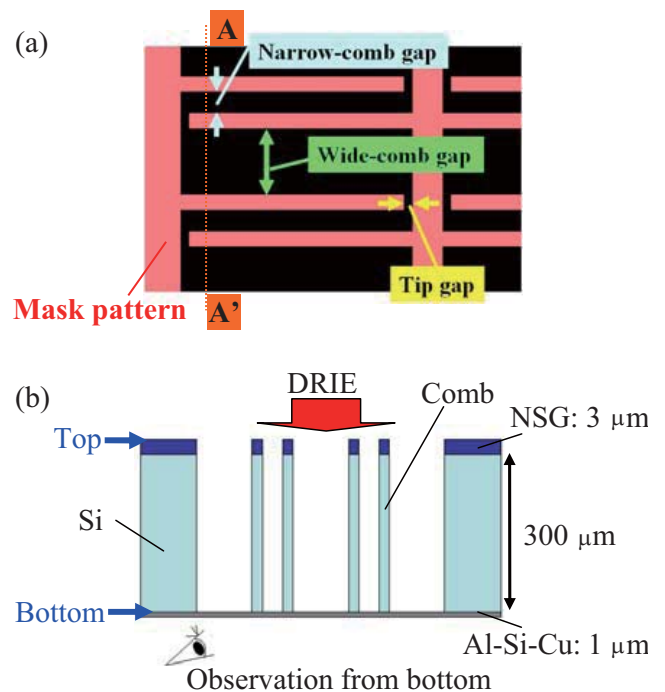 (a)
A
Narrow-comb gap
Wide-comb gap
Tip gap
Mask pattern
A'
(b)
DRIE
Comb
NSG: 3 µm
Top
Si
300 µm
Bottom
Al-Si-Cu: 1 µm
Observation from bottom